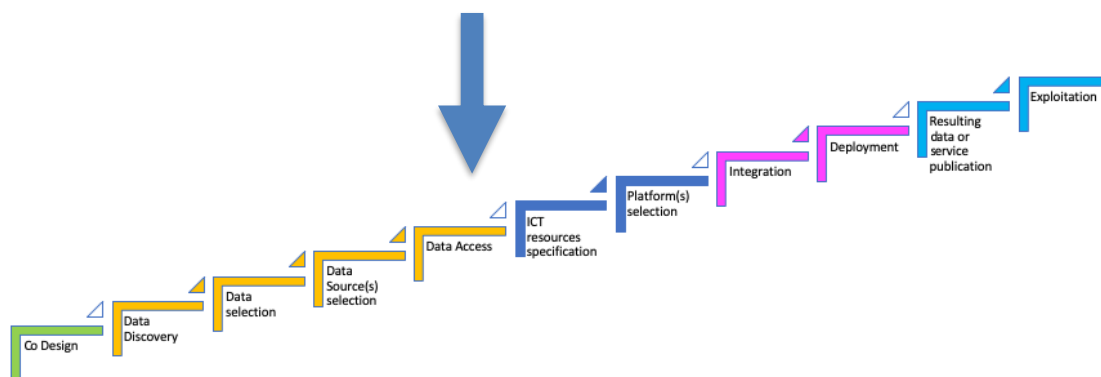 Co Design
Data
Discovery
Data
selection
Data
Source(s)
selection
Data Access
ICT
resources
specification
Platform(s)
selection
Integration
Deployment
Resulting
data or
service
publication
Exploitation